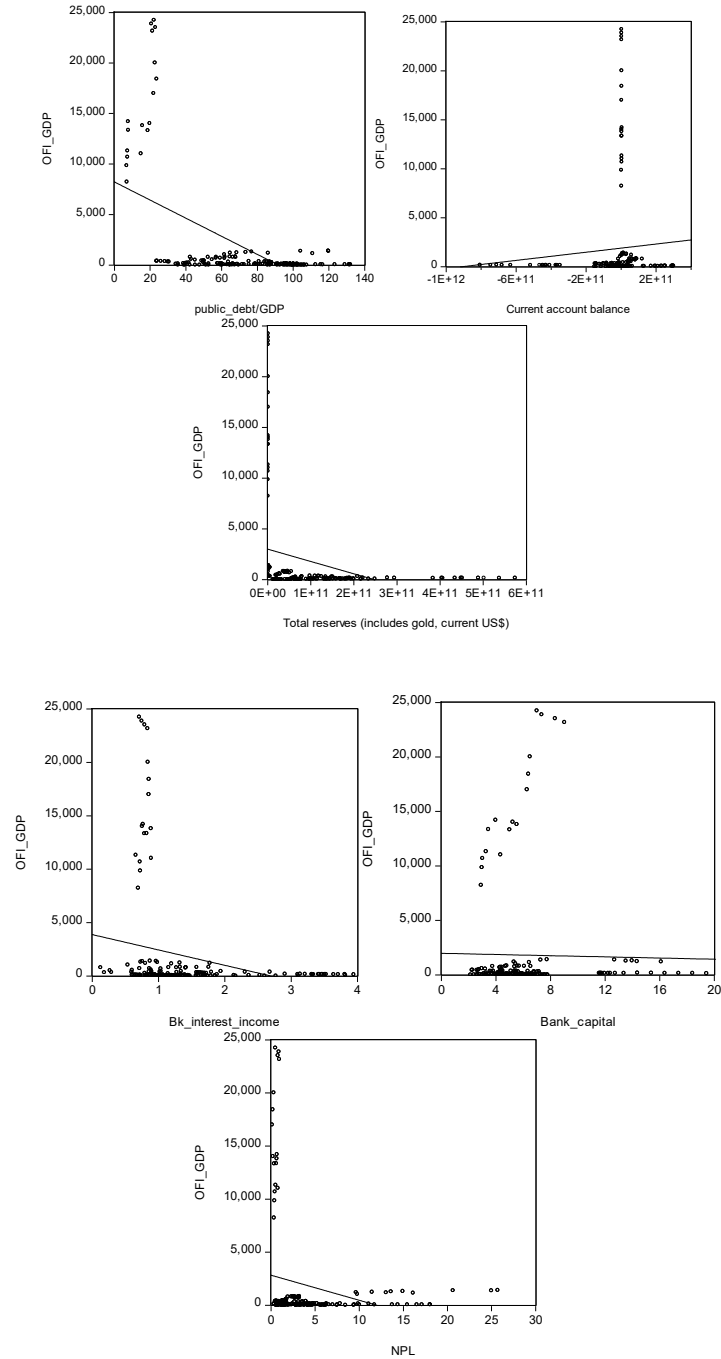 25,000
20,000
15,000
10,000
5,000
0
OFI_GDP
0 20 40 60 80 100 120 140
public_debt/GDP
25,000
20,000
15,000
10,000
5,000
0
OFI_GDP
-1E+12 -6E+11 -2E+11 2E+11
Current account balance
25,000
20,000
15,000
10,000
5,000
0
OFI_GDP
0E+00 1E+11 2E+11 3E+11 4E+11 5E+11 6E+11
Total reserves (includes gold, current US$)
25,000
20,000
15,000
10,000
5,000
0
OFI_GDP
0 1 2 3 4
Bk_interest_income
25,000
20,000
15,000
10,000
5,000
0
OFI_GDP
0 4 8 12 16 20
Bank_capital
25,000
20,000
15,000
10,000
5,000
0
OFI_GDP
0 5 10 15 20 25 30
NPL